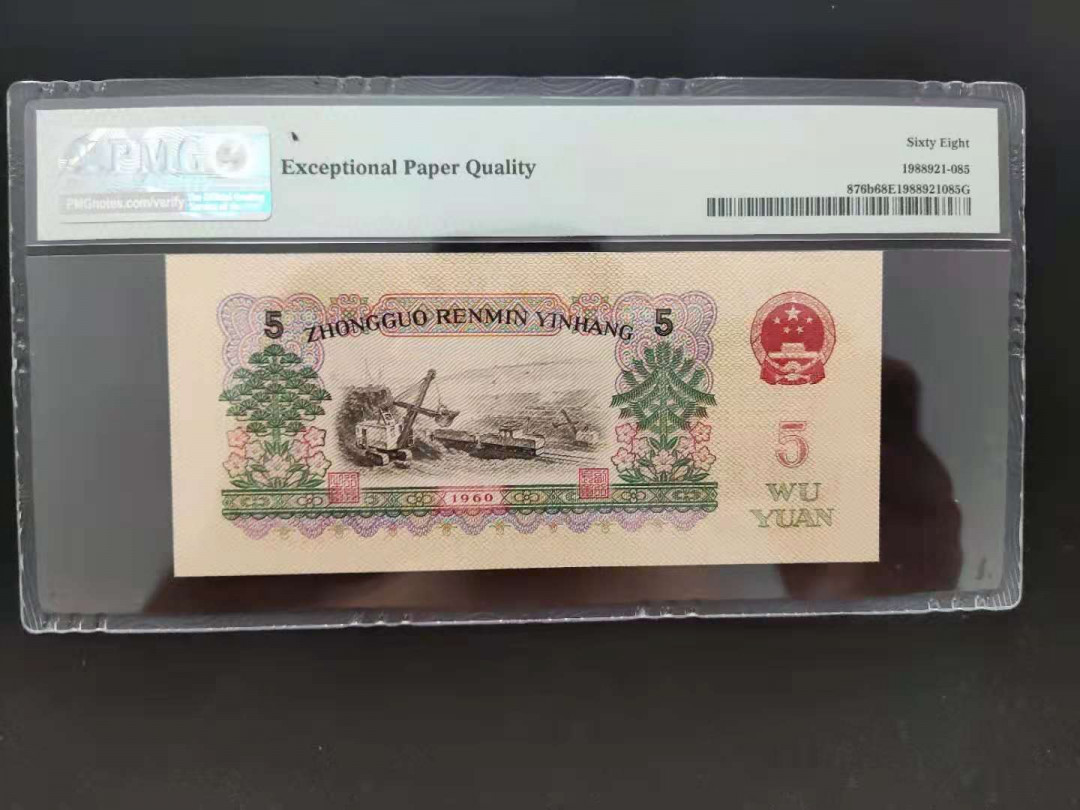 PMG
PMGnotes.com/verify
Exceptional Paper Quality
Sixty Eight
1988921-085
876b68E1988921085G
5 ZHONGGUO RENMIN YINHANG 5
1960
5
WU
YUAN